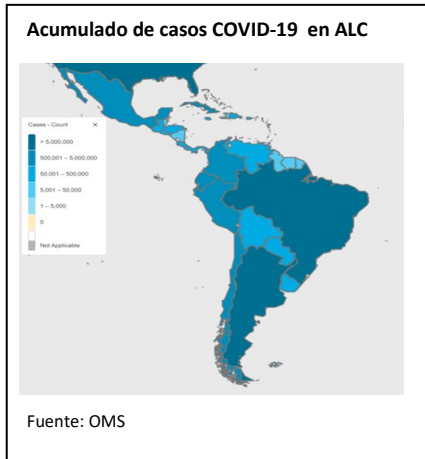 Acumulado de casos COVID-19 en ALC
Cases - Count ×
> 5,000,000
500,001 – 5,000,000
50,001 – 500,000
5,001 – 50,000
1 – 5,000
0
Not Applicable
Fuente: OMS